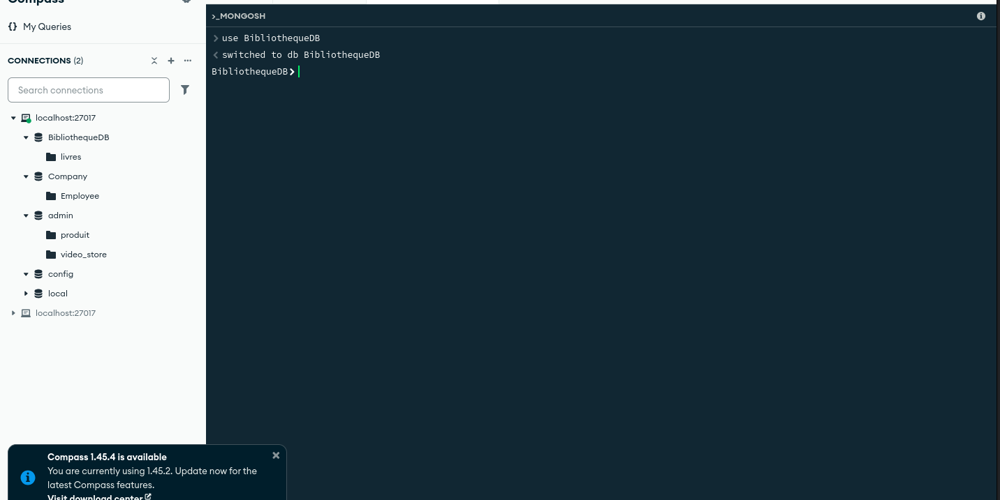 Compass
{} My Queries
CONNECTIONS (2)
Search connections
localhost:27017
BibliothequeDB
livres
Company
Employee
admin
produit
video_store
config
local
localhost:27017
>_MONGOSH
> use BibliothequeDB
< switched to db BibliothequeDB
BibliothequeDB>
Compass 1.45.4 is available
You are currently using 1.45.2. Update now for the
latest Compass features.
Visit download center